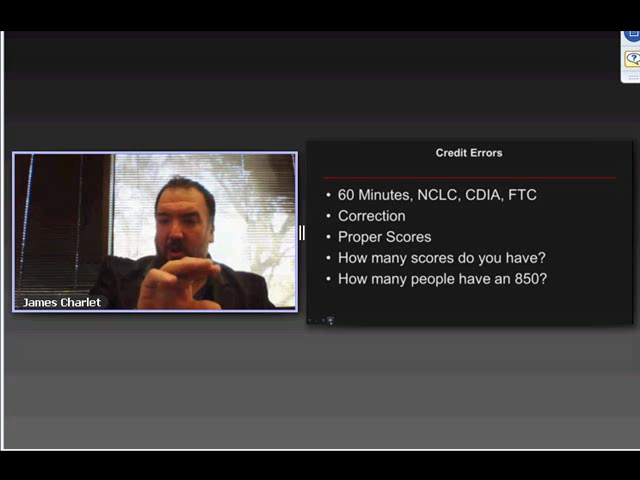 Credit Errors
• 60 Minutes, NCLC, CDIA, FTC
• Correction
• Proper Scores
• How many scores do you have?
• How many people have an 850?
James Charlet